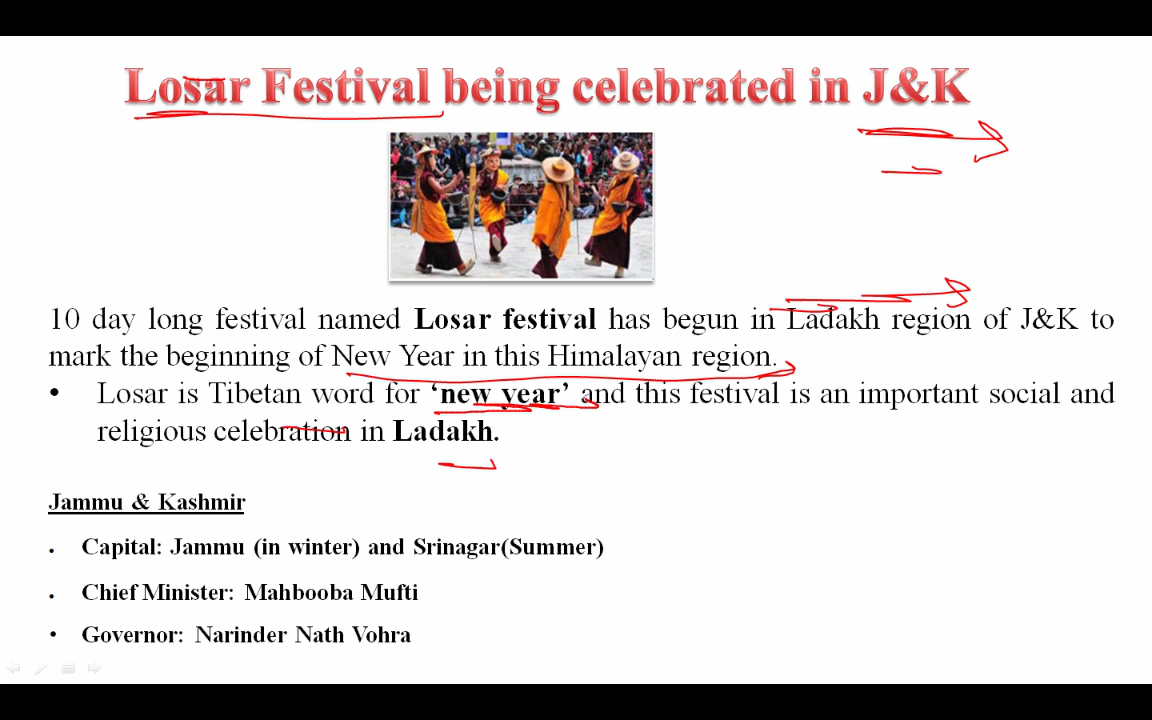 Losar Festival being celebrated in J&K
10 day long festival named Losar festival has begun in Ladakh region of J&K to
mark the beginning of New Year in this Himalayan region.
• Losar is Tibetan word for ‘new year’ and this festival is an important social and
religious celebration in Ladakh.
Jammu & Kashmir
• Capital: Jammu (in winter) and Srinagar(Summer)
• Chief Minister: Mahbooba Mufti
• Governor: Narinder Nath Vohra